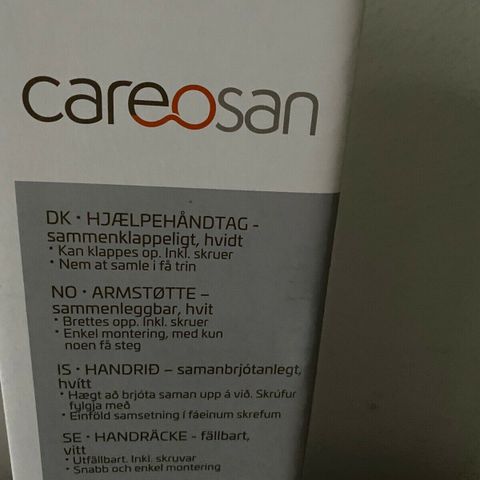 careosan
DK • HJÆLPEHÅNDTAG -
sammenklappeligt, hvidt
• Kan klappes op. Inkl. skruer
• Nem at samle i få trin
NO • ARMSTØTTE –
sammenleggbar, hvit
• Brettes opp. Inkl. skruer
• Enkel montering, med kun
noen få steg
IS • HANDRIÐ – samanbrjótanlegt,
hvítt
• Hægt að brjóta saman upp á við. Skrúfur
fylgja með
• Einföld samsetning í fáeinum skrefum
SE • HANDRÄCKE - fällbart,
vitt
• Utfällbart. Inkl. skruvar
• Snabb och enkel montering